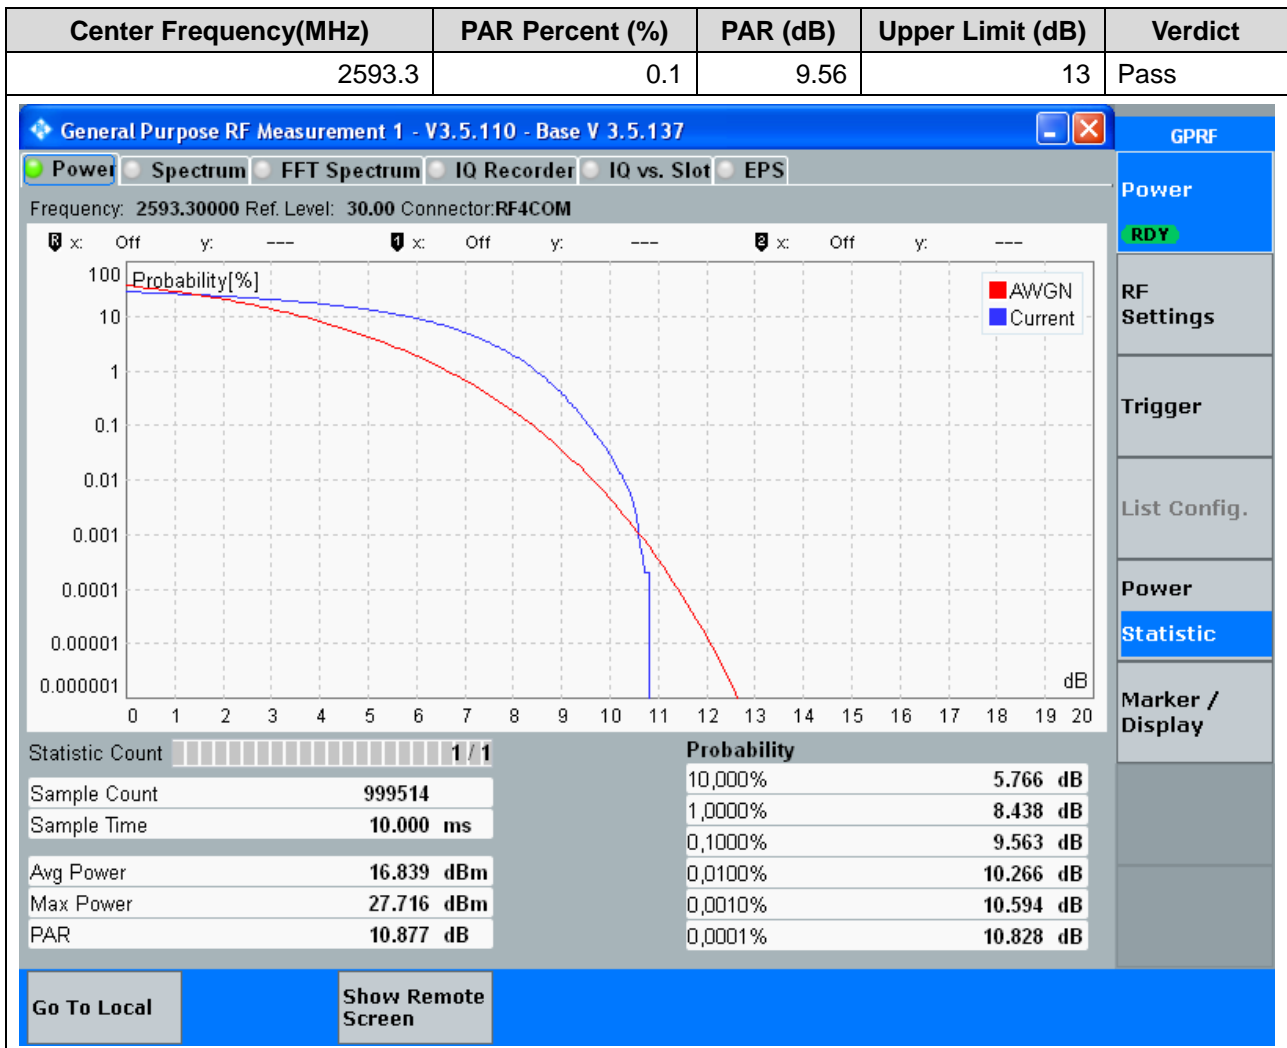 Center Frequency(MHz) PAR Percent (%) PAR (dB) Upper Limit (dB) Verdict
2593.3 0.1 9.56 13 Pass
General Purpose RF Measurement 1 - V3.5.110 - Base V 3.5.137
GPRF
Power Spectrum FFT Spectrum IQ Recorder IQ vs. Slot EPS
Frequency: 2593.30000 Ref. Level: 30.00 Connector:RF4COM
R x: Off y: --- 1 x: Off y: --- 2 x: Off y: ---
Probability[%]
100
10
1
0.1
0.01
0.001
0.0001
0.00001
0.000001
AWGN
Current
dB
0 1 2 3 4 5 6 7 8 9 10 11 12 13 14 15 16 17 18 19 20
Statistic Count 1 / 1
Sample Count 999514
Sample Time 10.000 ms
Avg Power 16.839 dBm
Max Power 27.716 dBm
PAR 10.877 dB
Probability
10,000% 5.766 dB
1,0000% 8.438 dB
0,1000% 9.563 dB
0,0100% 10.266 dB
0,0010% 10.594 dB
0,0001% 10.828 dB
Power
RDY
RF
Settings
Trigger
List Config.
Power
Statistic
Marker /
Display
Go To Local
Show Remote
Screen